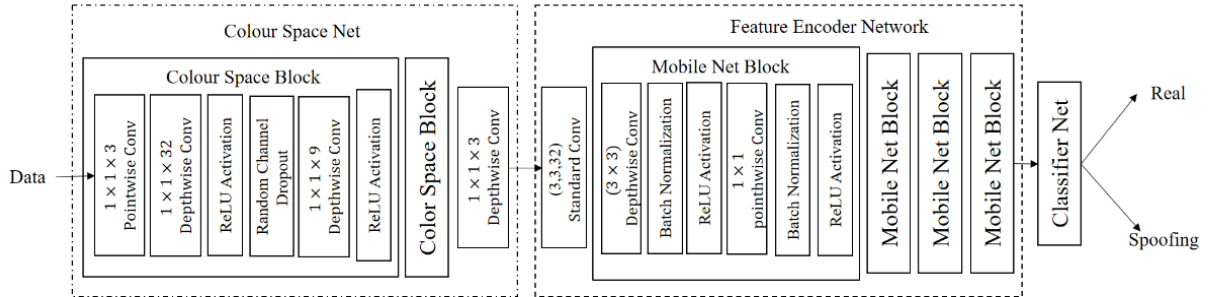 Colour Space Net
Feature Encoder Network
Data
Colour Space Block
1 × 1 × 3
Pointwise Conv
1 × 1 × 32
Depthwise Conv
ReLU Activation
Random Channel
Dropout
1 × 1 × 9
Depthwise Conv
ReLU Activation
Color Space Block
1 × 1 × 3
Depthwise Conv
(3,3,32)
Standard Conv
Mobile Net Block
(3 × 3)
Depthwise Conv
Batch Normalization
ReLU Activation
1 × 1
pointhwise Conv
Batch Normalization
ReLU Activation
Mobile Net Block
Mobile Net Block
Mobile Net Block
Classifier Net
Real
Spoofing